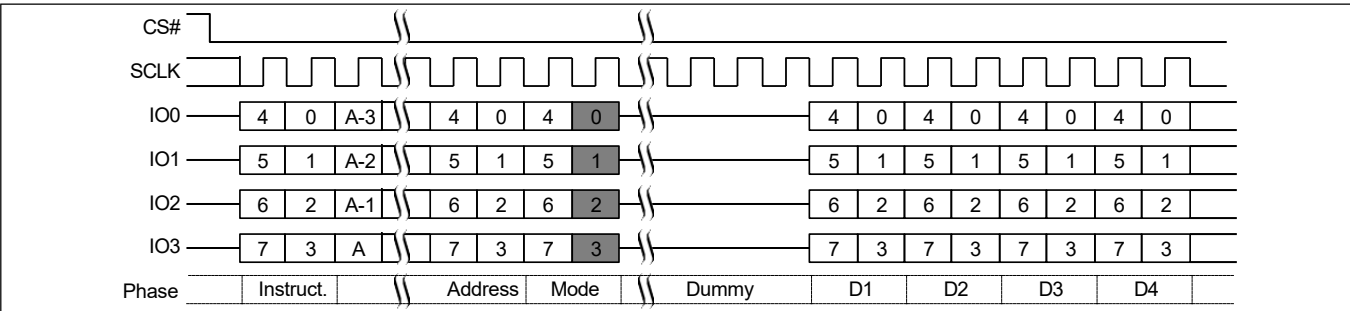 CS#
SCLK
IO0 4 0 A-3 4 0 4 0 4 0 4 0 4 0 4 0
IO1 5 1 A-2 5 1 5 1 5 1 5 1 5 1 5 1
IO2 6 2 A-1 6 2 6 2 6 2 6 2 6 2 6 2
IO3 7 3 A 7 3 7 3 7 3 7 3 7 3 7 3
Phase Instruct. Address Mode Dummy D1 D2 D3 D4